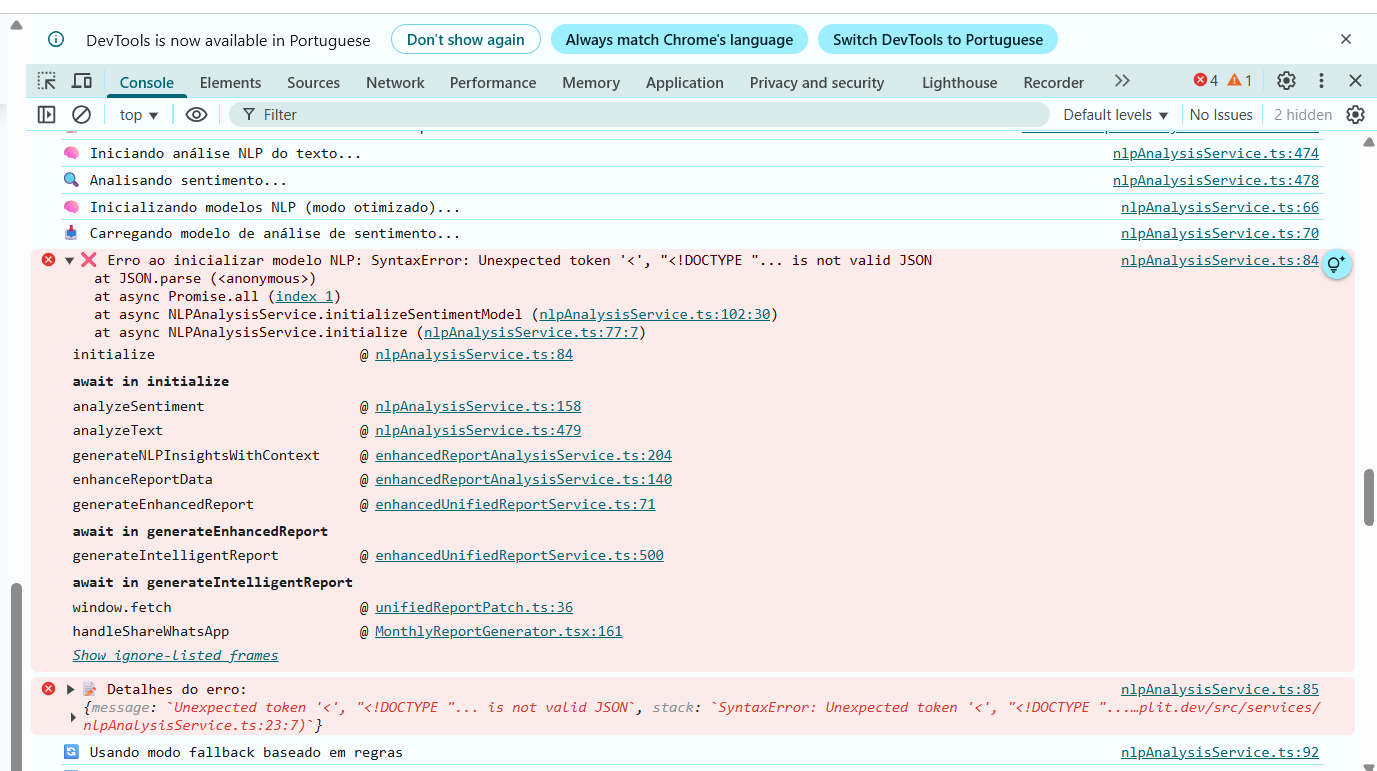 DevTools is now available in Portuguese Don't show again Always match Chrome's language Switch DevTools to Portuguese
Console Elements Sources Network Performance Memory Application Privacy and security Lighthouse Recorder 4 1
top Filter Default levels No Issues 2 hidden
Iniciando análise NLP do texto... nlpAnalysisService.ts:474
Analisando sentimento... nlpAnalysisService.ts:478
Inicializando modelos NLP (modo otimizado)... nlpAnalysisService.ts:66
Carregando modelo de análise de sentimento... nlpAnalysisService.ts:70
Erro ao inicializar modelo NLP: SyntaxError: Unexpected token '<', "<!DOCTYPE "... is not valid JSON nlpAnalysisService.ts:84
at JSON.parse (<anonymous>)
at async Promise.all (index 1)
at async NLPAnalysisService.initializeSentimentModel (nlpAnalysisService.ts:102:30)
at async NLPAnalysisService.initialize (nlpAnalysisService.ts:77:7)
initialize @ nlpAnalysisService.ts:84
await in initialize
analyzeSentiment @ nlpAnalysisService.ts:158
analyzeText @ nlpAnalysisService.ts:479
generateNLPInsightsWithContext @ enhancedReportAnalysisService.ts:204
enhanceReportData @ enhancedReportAnalysisService.ts:140
generateEnhancedReport @ enhancedUnifiedReportService.ts:71
await in generateEnhancedReport
generateIntelligentReport @ enhancedUnifiedReportService.ts:500
await in generateIntelligentReport
window.fetch @ unifiedReportPatch.ts:36
handleShareWhatsApp @ MonthlyReportGenerator.tsx:161
Show ignore-listed frames
Detalhes do erro: nlpAnalysisService.ts:85
{message: `Unexpected token '<', "<!DOCTYPE "... is not valid JSON`, stack: `SyntaxError: Unexpected token '<', "<!DOCTYPE "...…plit.dev/src/services/
nlpAnalysisService.ts:23:7)`}
Usando modo fallback baseado em regras nlpAnalysisService.ts:92